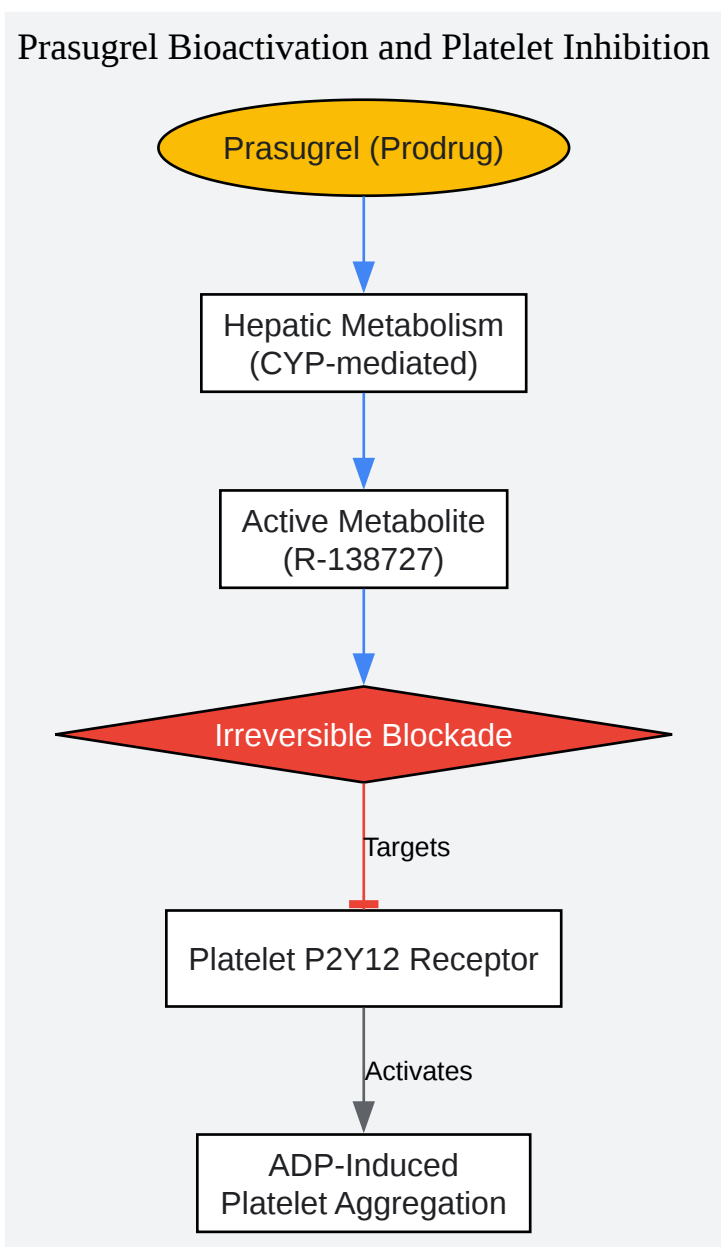 Prasugrel Bioactivation and Platelet Inhibition
Prasugrel (Prodrug)
Hepatic Metabolism
(CYP-mediated)
Active Metabolite
(R-138727)
Irreversible Blockade
Targets
Platelet P2Y12 Receptor
Activates
ADP-Induced
Platelet Aggregation